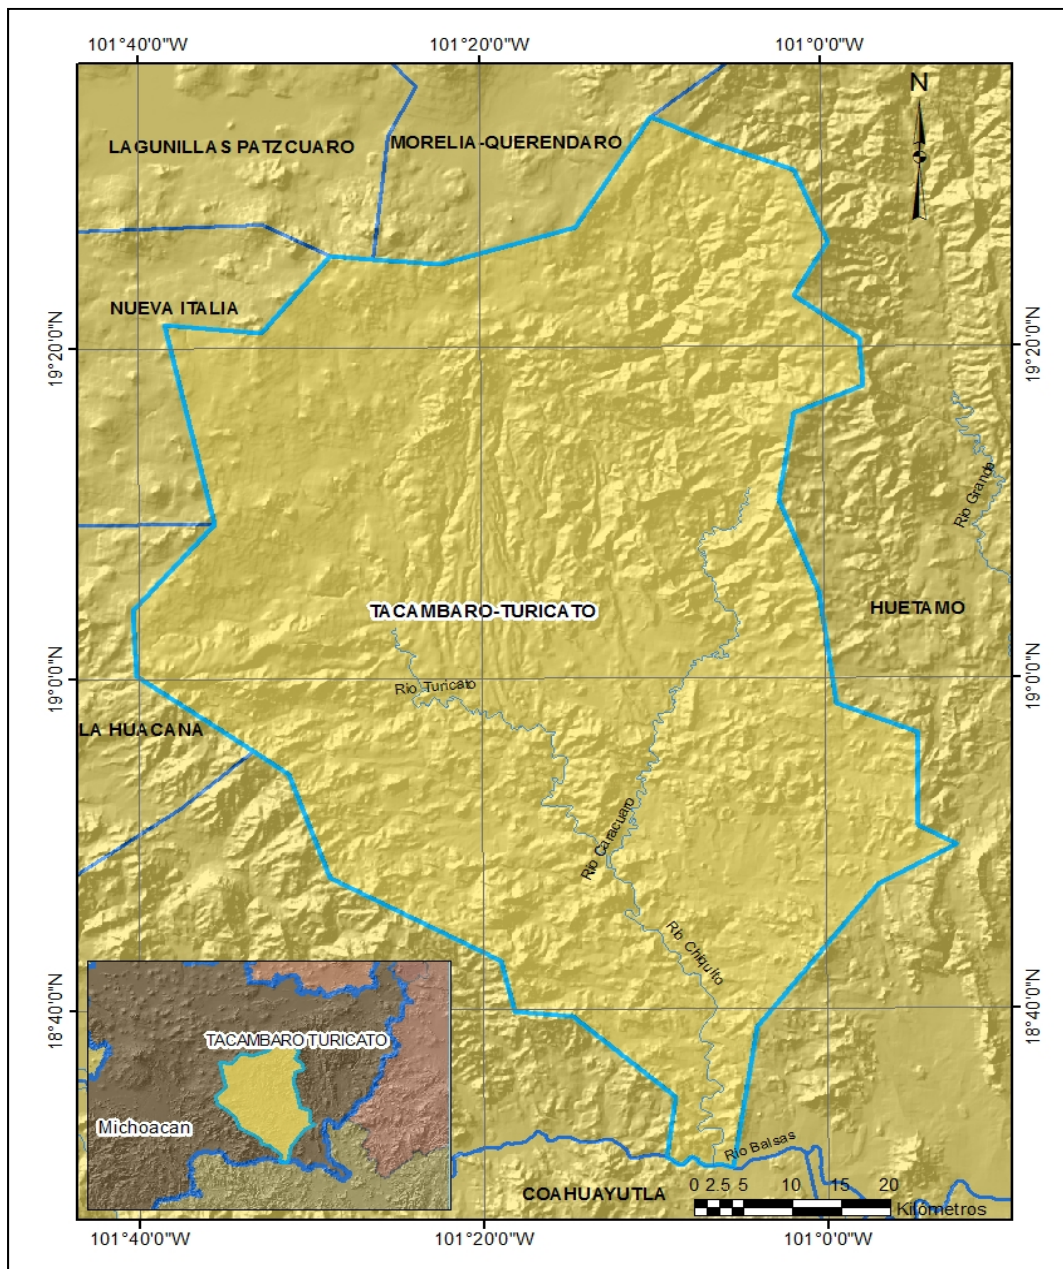 101°40'0"W
101°20'0"W
101°0'0"W
N
LAGUNILLAS PATZCUARO
MORELIA-QUERENDARO
NUEVA ITALIA
19°20'0"N
19°20'0"N
Rio Grande
TACAMBARO-TURICATO
HUETAMO
19°0'0"N
19°0'0"N
Rio Turicato
LA HUACANA
Rio Caracuaro
Rio Chiquito
18°40'0"N
18°40'0"N
TACAMBARO TURICATO
Michoacan
Rio Balsas
COAHUAYUTLA
0 2.5 5 10 15 20
Kilómetros
101°40'0"W
101°20'0"W
101°0'0"W